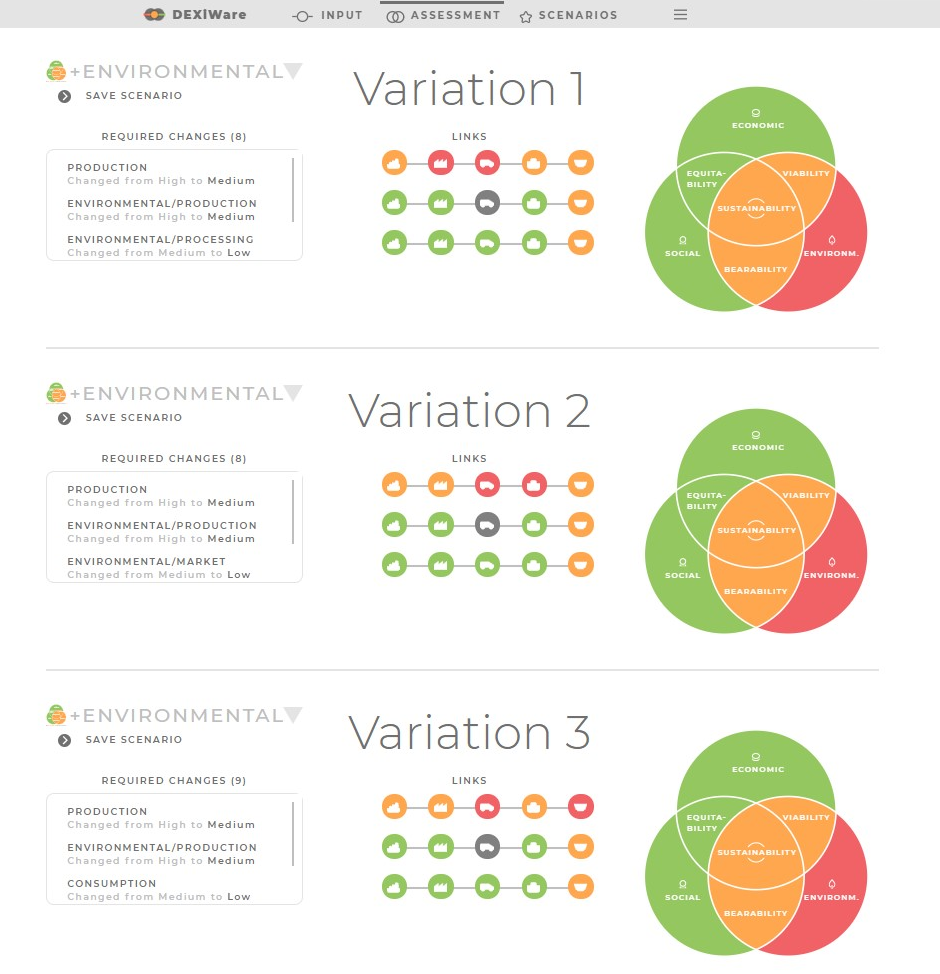 DEXiWare
INPUT
ASSESSMENT
SCENARIOS
+ENVIRONMENTAL
SAVE SCENARIO
REQUIRED CHANGES (8)
PRODUCTION
Changed from High to Medium
ENVIRONMENTAL/PRODUCTION
Changed from High to Medium
ENVIRONMENTAL/PROCESSING
Changed from Medium to Low
Variation 1
LINKS
ECONOMIC
EQUITA-
BILITY
VIABILITY
SUSTAINABILITY
SOCIAL
ENVIRONM.
BEARABILITY
+ENVIRONMENTAL
SAVE SCENARIO
REQUIRED CHANGES (8)
PRODUCTION
Changed from High to Medium
ENVIRONMENTAL/PRODUCTION
Changed from High to Medium
ENVIRONMENTAL/MARKET
Changed from Medium to Low
Variation 2
LINKS
ECONOMIC
EQUITA-
BILITY
VIABILITY
SUSTAINABILITY
SOCIAL
ENVIRONM.
BEARABILITY
+ENVIRONMENTAL
SAVE SCENARIO
REQUIRED CHANGES (9)
PRODUCTION
Changed from High to Medium
ENVIRONMENTAL/PRODUCTION
Changed from High to Medium
CONSUMPTION
Changed from Medium to Low
Variation 3
LINKS
ECONOMIC
EQUITA-
BILITY
VIABILITY
SUSTAINABILITY
SOCIAL
ENVIRONM.
BEARABILITY